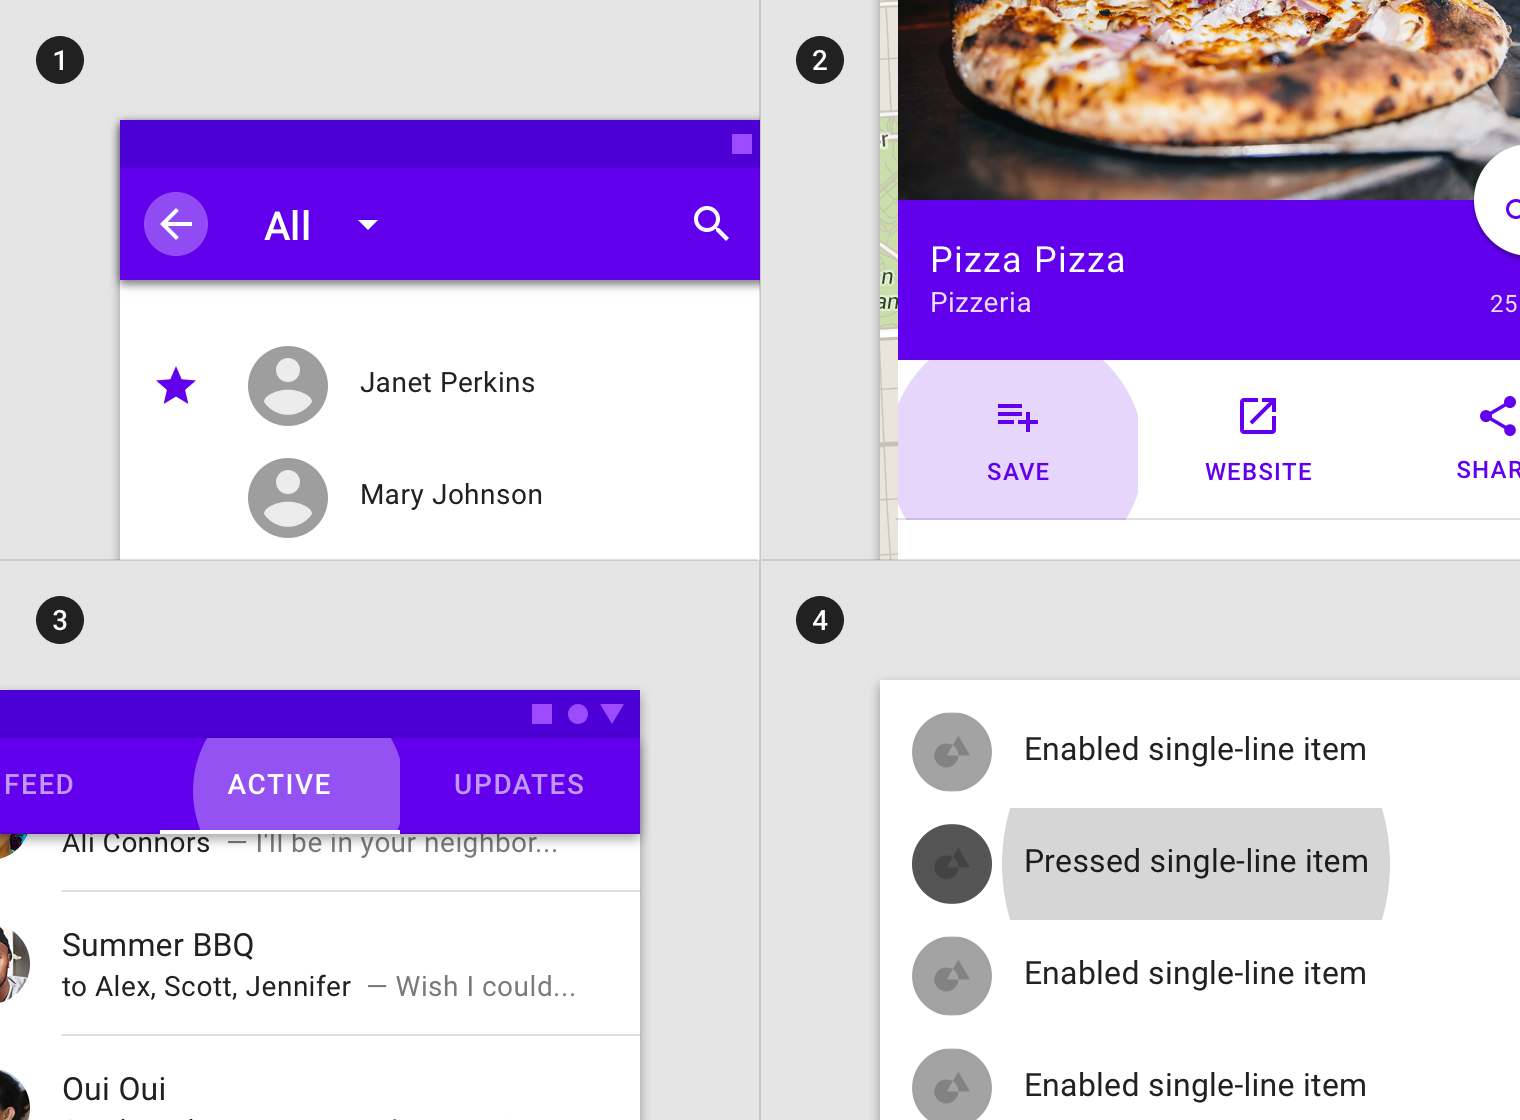 1
All
Janet Perkins
Mary Johnson
2
Pizza Pizza
Pizzeria
25
SAVE
WEBSITE
SHAR
3
FEED
ACTIVE
UPDATES
Ali Connors — I'll be in your neighbor...
Summer BBQ
to Alex, Scott, Jennifer — Wish I could...
Oui Oui
4
Enabled single-line item
Pressed single-line item
Enabled single-line item
Enabled single-line item